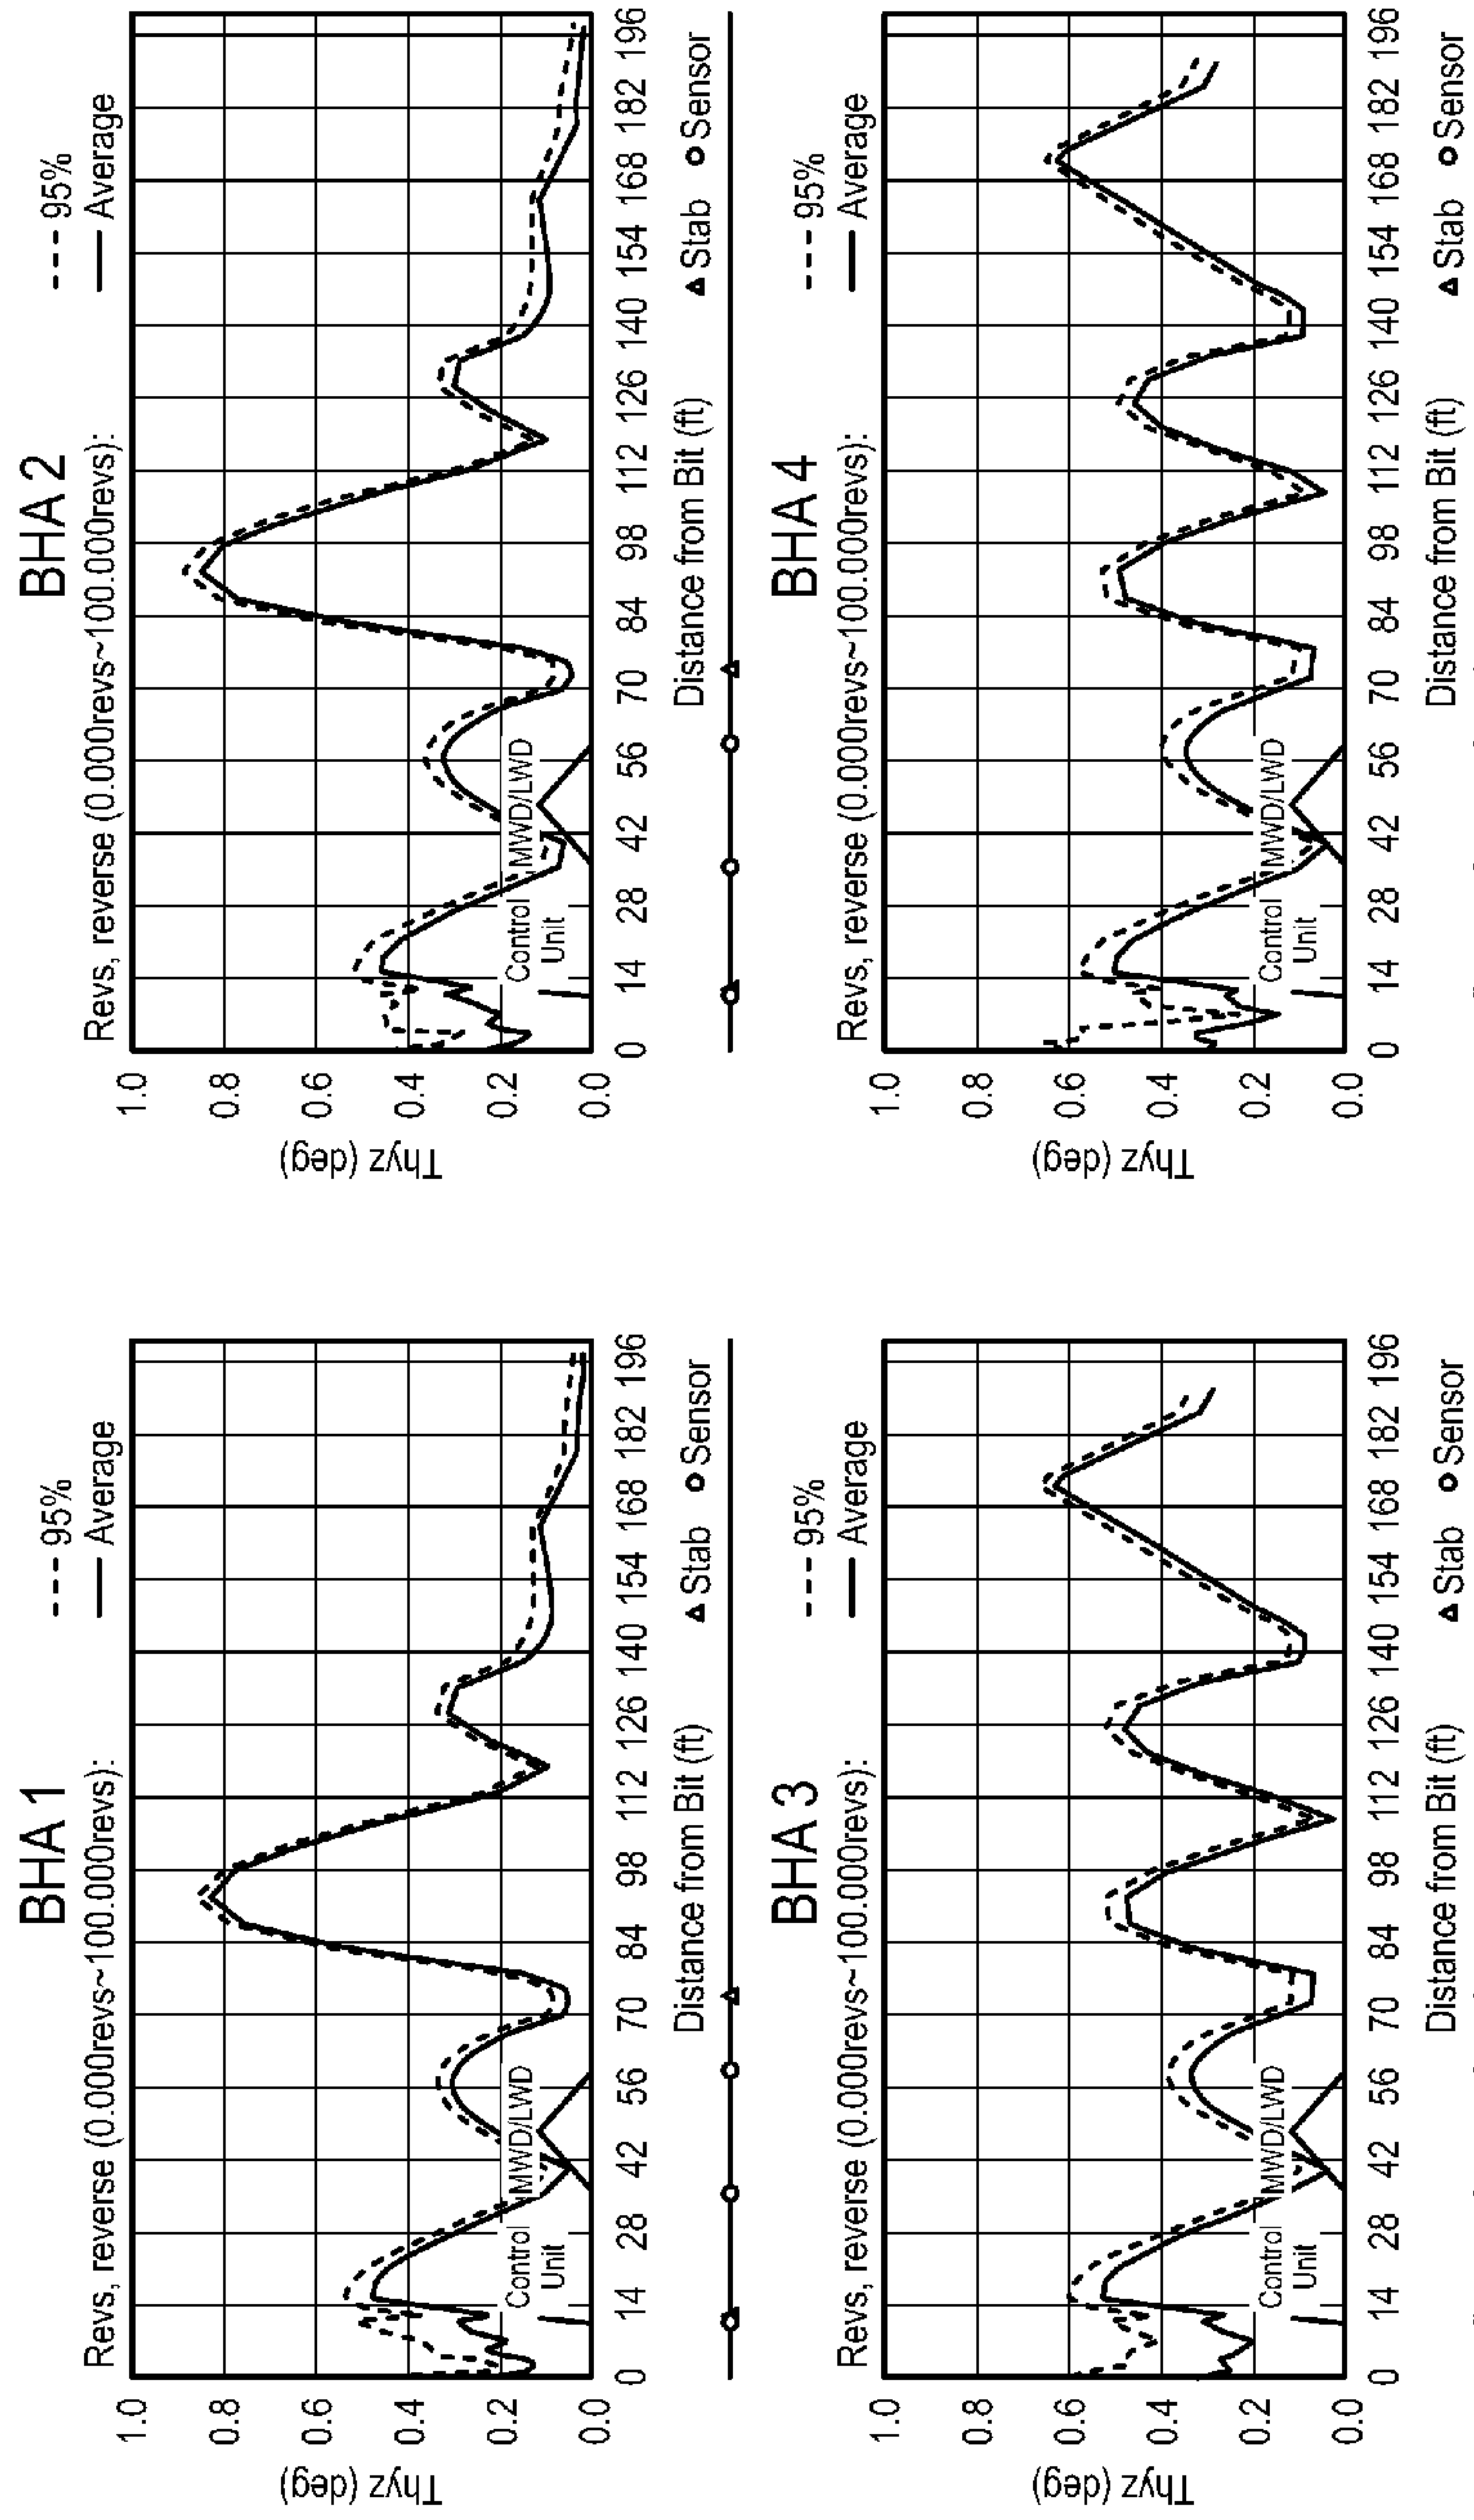 BHA 1
Revs, reverse (0.000revs~100.000revs):
--- 95%
— Average
Thyz (deg)
1.0
0.8
0.6
0.4
0.2
0.0
Control
Unit
MWD/LWD
0 14 28 42 56 70 84 98 112 126 140 154 168 182 196
Distance from Bit (ft)
Stab
Sensor
BHA 2
Revs, reverse (0.000revs~100.000revs):
--- 95%
— Average
Thyz (deg)
1.0
0.8
0.6
0.4
0.2
0.0
Control
Unit
MWD/LWD
0 14 28 42 56 70 84 98 112 126 140 154 168 182 196
Distance from Bit (ft)
Stab
Sensor
BHA 3
Revs, reverse (0.000revs~100.000revs):
--- 95%
— Average
Thyz (deg)
1.0
0.8
0.6
0.4
0.2
0.0
Control
Unit
MWD/LWD
0 14 28 42 56 70 84 98 112 126 140 154 168 182 196
Distance from Bit (ft)
Stab
Sensor
BHA 4
Revs, reverse (0.000revs~100.000revs):
--- 95%
— Average
Thyz (deg)
1.0
0.8
0.6
0.4
0.2
0.0
Control
Unit
MWD/LWD
0 14 28 42 56 70 84 98 112 126 140 154 168 182 196
Distance from Bit (ft)
Stab
Sensor